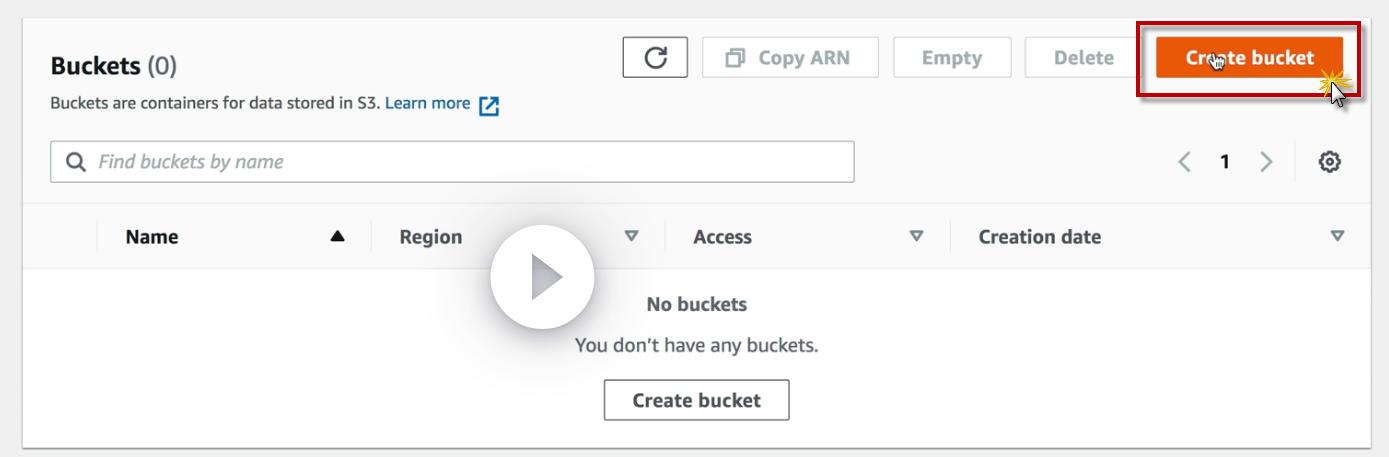 Buckets (0)
Copy ARN
Empty
Delete
Create bucket
Buckets are containers for data stored in S3. Learn more
Find buckets by name
1
Name
Region
Access
Creation date
No buckets
You don't have any buckets.
Create bucket